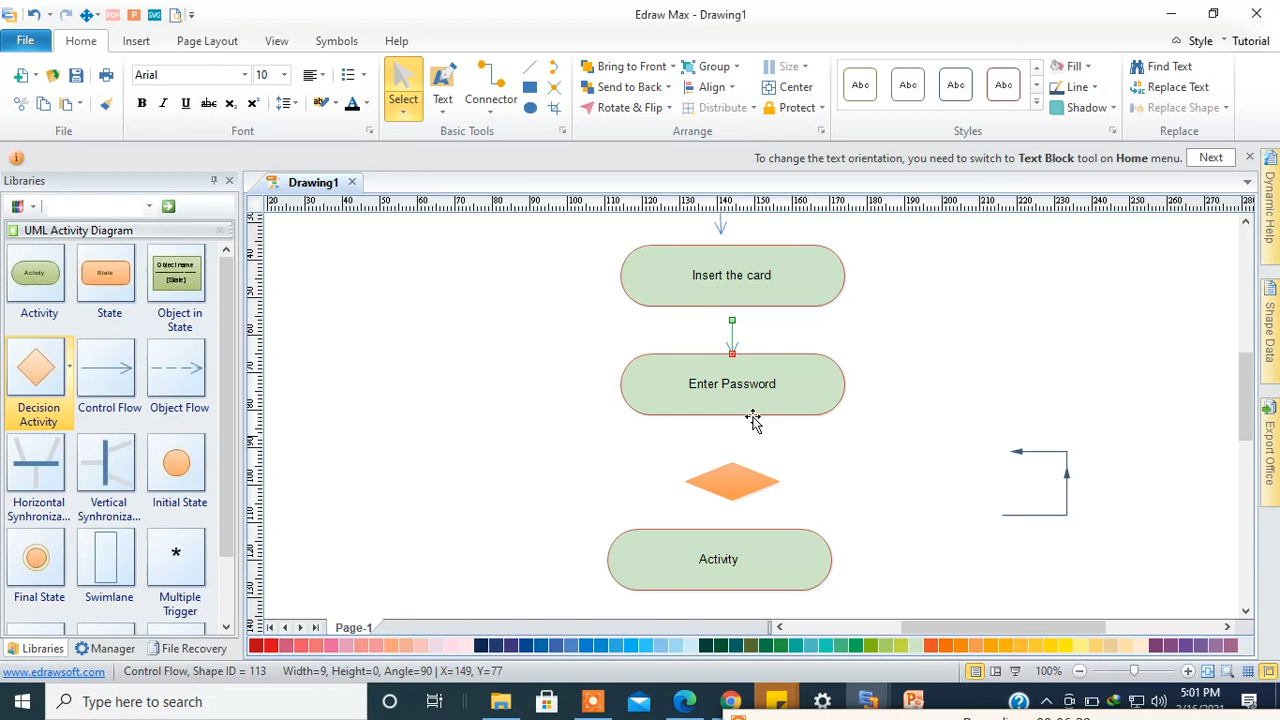 Edraw Max - Drawing1
File Home Insert Page Layout View Symbols Help Style Tutorial
Arial 10
Select Text Connector
Bring to Front Group Size
Send to Back Align Center
Rotate & Flip Distribute Protect
Abc Abc Abc Abc
Fill
Line
Shadow
Find Text
Replace Text
Replace Shape
File Font Basic Tools Arrange Styles Replace
To change the text orientation, you need to switch to Text Block tool on Home menu. Next
Libraries
Drawing1
UML Activity Diagram
Activity
State
Object name
[State]
Activity
State
Object in
State
Decision
Activity
Control Flow
Object Flow
Horizontal
Synhroniza...
Vertical
Synhroniza...
Initial State
Final State
Swimlane
Multiple
Trigger
Insert the card
Enter Password
Activity
Dynamic Help
Shape Data
Export Office
Page-1
Libraries Manager File Recovery
www.edrawsoft.com Control Flow, Shape ID = 113 Width=9, Height=0, Angle=90 | X=149, Y=77 100%
Type here to search
5:01 PM